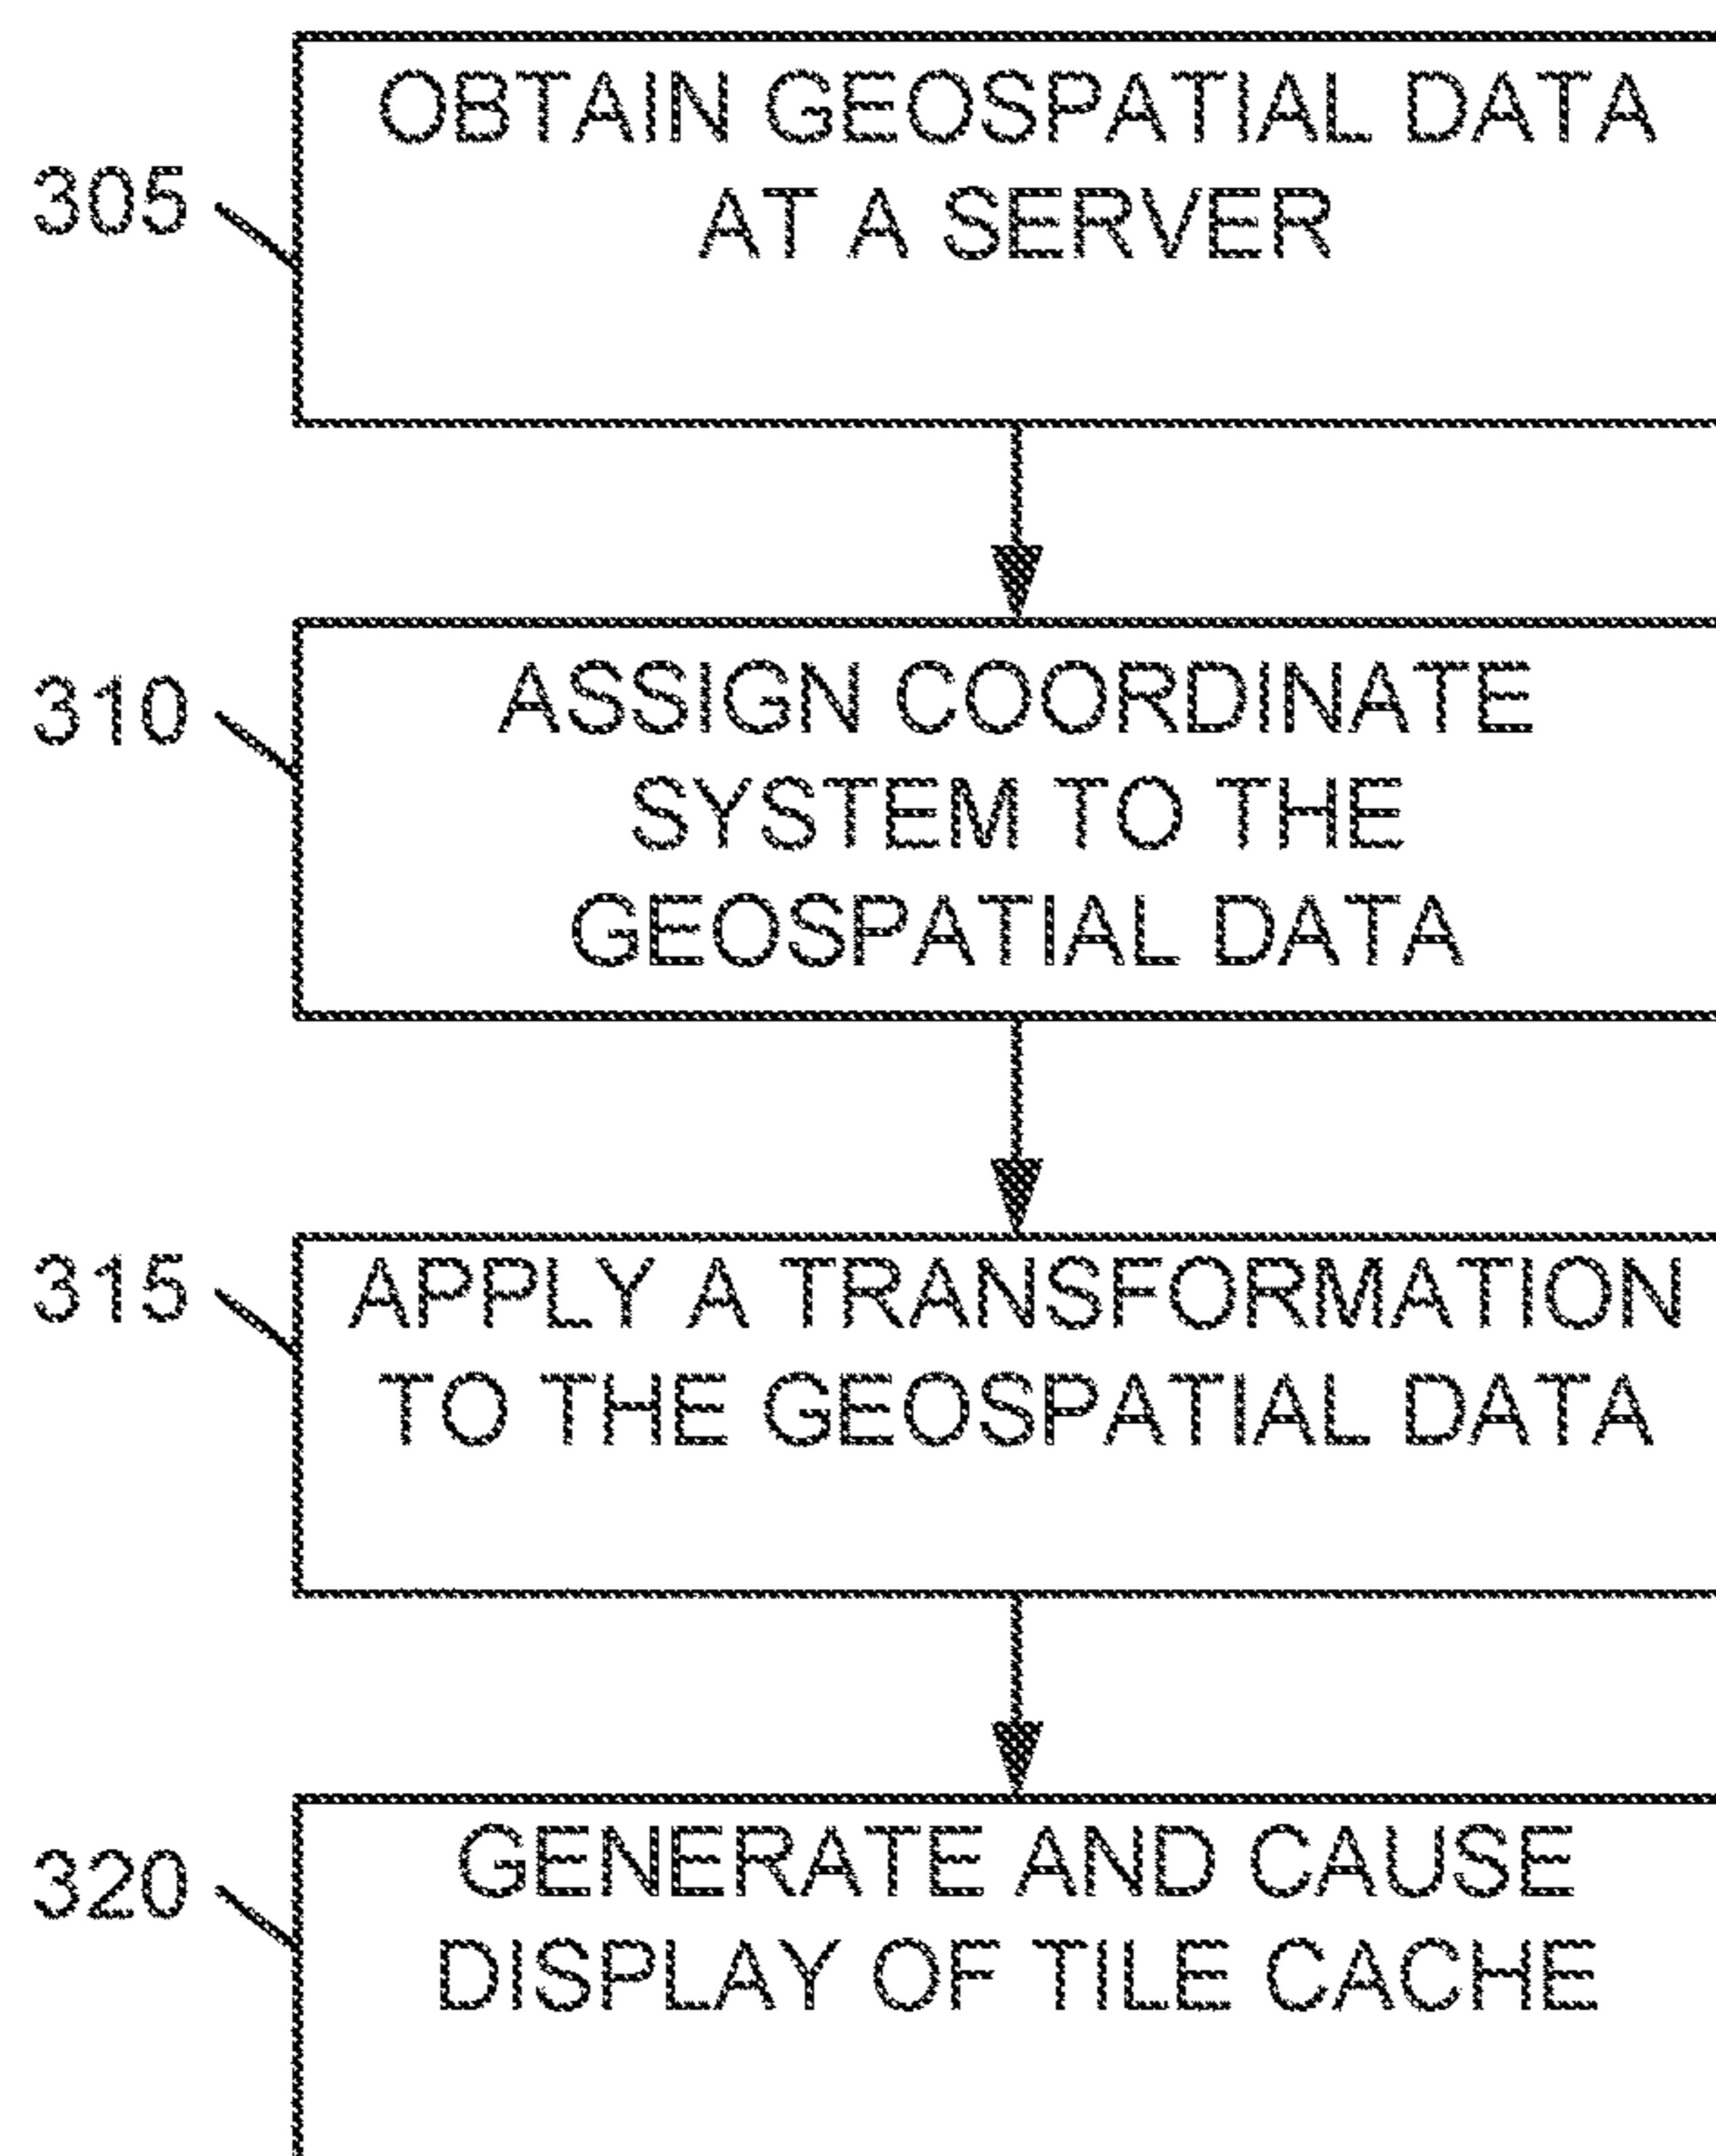 305
OBTAIN GEOSPATIAL DATA
AT A SERVER
310
ASSIGN COORDINATE
SYSTEM TO THE
GEOSPATIAL DATA
315
APPLY A TRANSFORMATION
TO THE GEOSPATIAL DATA
320
GENERATE AND CAUSE
DISPLAY OF TILE CACHE